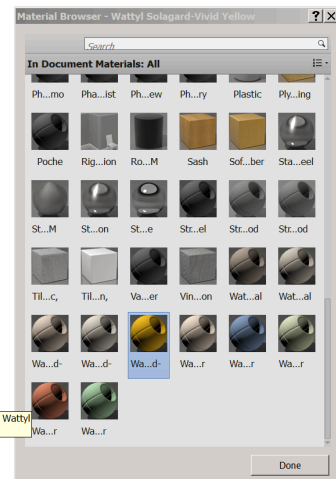 Material Browser - Wattyl Solagard-Vivid Yellow ? X
Search
In Document Materials: All
Ph...mo Pha...ist Ph...ew Ph...ry Plastic Ply...ing
Poche Rig...ion Ro...M Sash Sof...ber Sta...eel
St...M St...on St...e Str...el Str...od Str...od
Til...c, Til...n, Va...er Vin...on Wat...al Wat...al
Wa...d- Wa...d- Wa...d- Wa...r Wa...r Wa...r
Wattyl
Wa...r Wa...r
Done